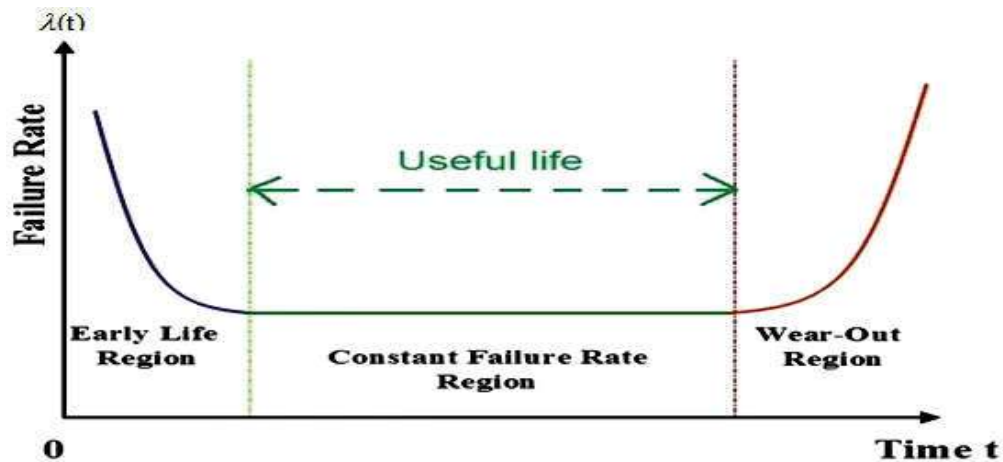 λ(t)
Failure Rate
Useful life
Early Life
Region
Constant Failure Rate
Region
Wear-Out
Region
0
Time t